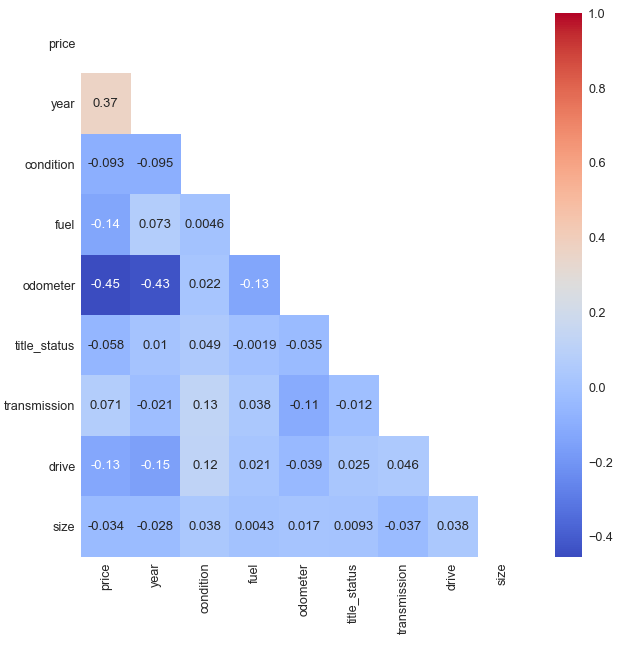 1.0
price
0.8
year 0.37
condition -0.093 -0.095
0.6
fuel -0.14 0.073 0.0046
0.4
odometer -0.45 -0.43 0.022 -0.13
0.2
title_status -0.058 0.01 0.049 -0.0019 -0.035
0.0
transmission 0.071 -0.021 0.13 0.038 -0.11 -0.012
drive -0.13 -0.15 0.12 0.021 -0.039 0.025 0.046
−0.2
size -0.034 -0.028 0.038 0.0043 0.017 0.0093 -0.037 0.038
−0.4
price year condition fuel odometer title_status transmission drive size